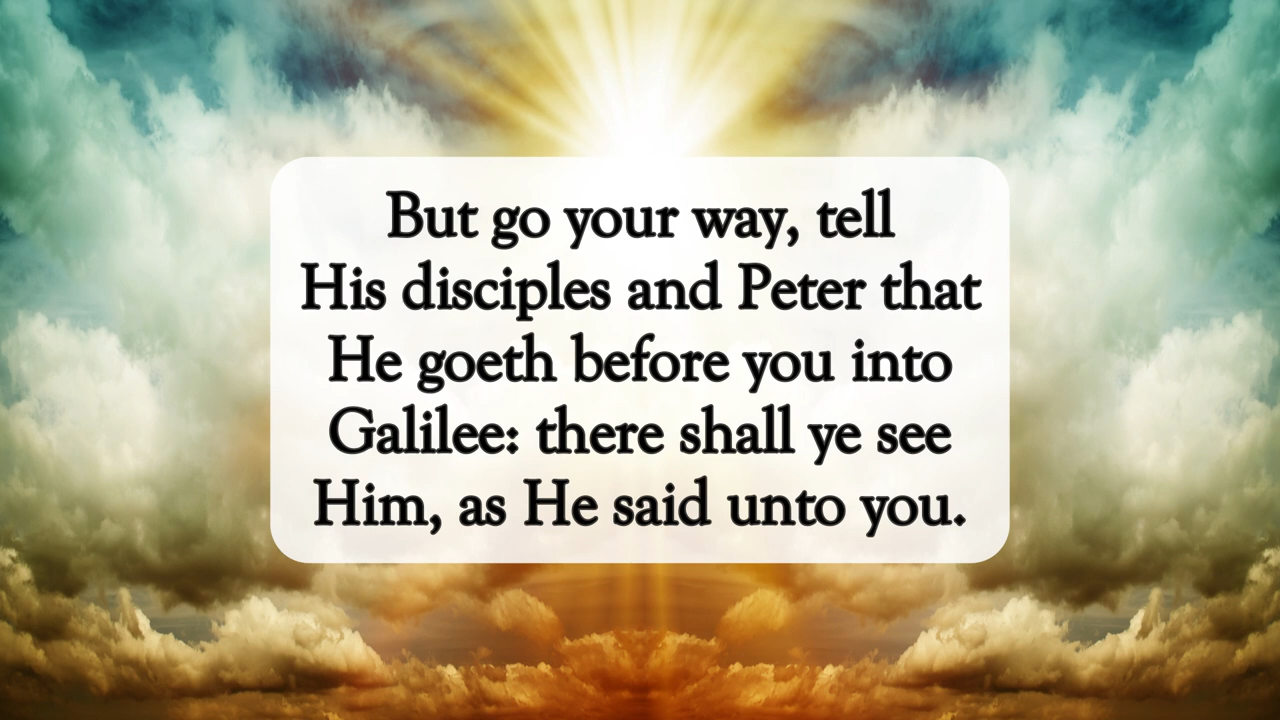 But go your way, tell
His disciples and Peter that
He goeth before you into
Galilee: there shall ye see
Him, as He said unto you.